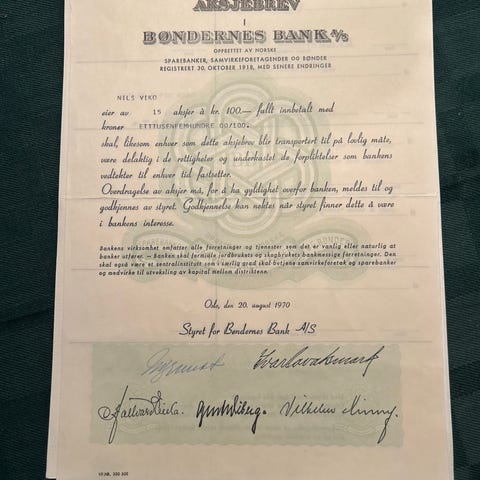 AKSJEBREV
I
BØNDERNES BANK A/S
OPPRETTET AV NORSKE
SPAREBANKER, SAMVIRKEFORETAGENDER OG BØNDER
REGISTRERT 30. OKTOBER 1918, MED SENERE ENDRINGER
NELS VEKO
eier av 15 aksjer à kr. 100.— fullt innbetalt med
kroner ETTTUSENFEMHUNDRE 00/100.
skal, likesom enhver som dette aksjebrev blir transportert til på lovlig måte,
være delaktig i de rettigheter og underkastet de forpliktelser som bankens
vedtekter til enhver tid fastsetter.
Overdragelse av aksjer må, for å ha gyldighet overfor banken, meldes til og
godkjennes av styret. Godkjennelse kan nektes når styret finner dette å være
i bankens interesse.
Bankens virksomhet omfatter alle forretninger og tjenester som det er vanlig eller naturlig at
banker utfører. — Banken skal formidle jordbrukets og skogbrukets bankmessige forretninger. Den
skal også være et sentralinstitutt som i særlig grad skal betjene samvirkeforetak og sparebanker
og medvirke til utveksling av kapital mellom distriktene.
Oslo, den 20. august 1970
Styret for Bøndernes Bank A/S
Vilhelm